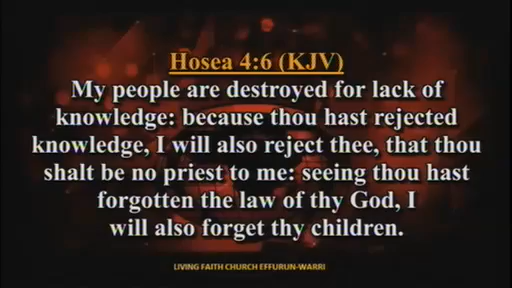 Hosea 4:6 (KJV)
My people are destroyed for lack of
knowledge: because thou hast rejected
knowledge, I will also reject thee, that thou
shalt be no priest to me: seeing thou hast
forgotten the law of thy God, I
will also forget thy children.
LIVING FAITH CHURCH EFFURUN-WARRI